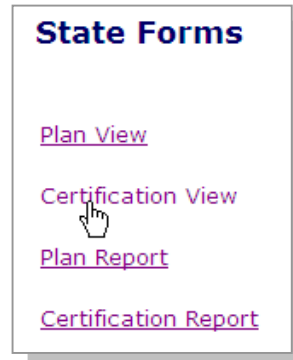 State Forms
Plan View
Certification View
Plan Report
Certification Report